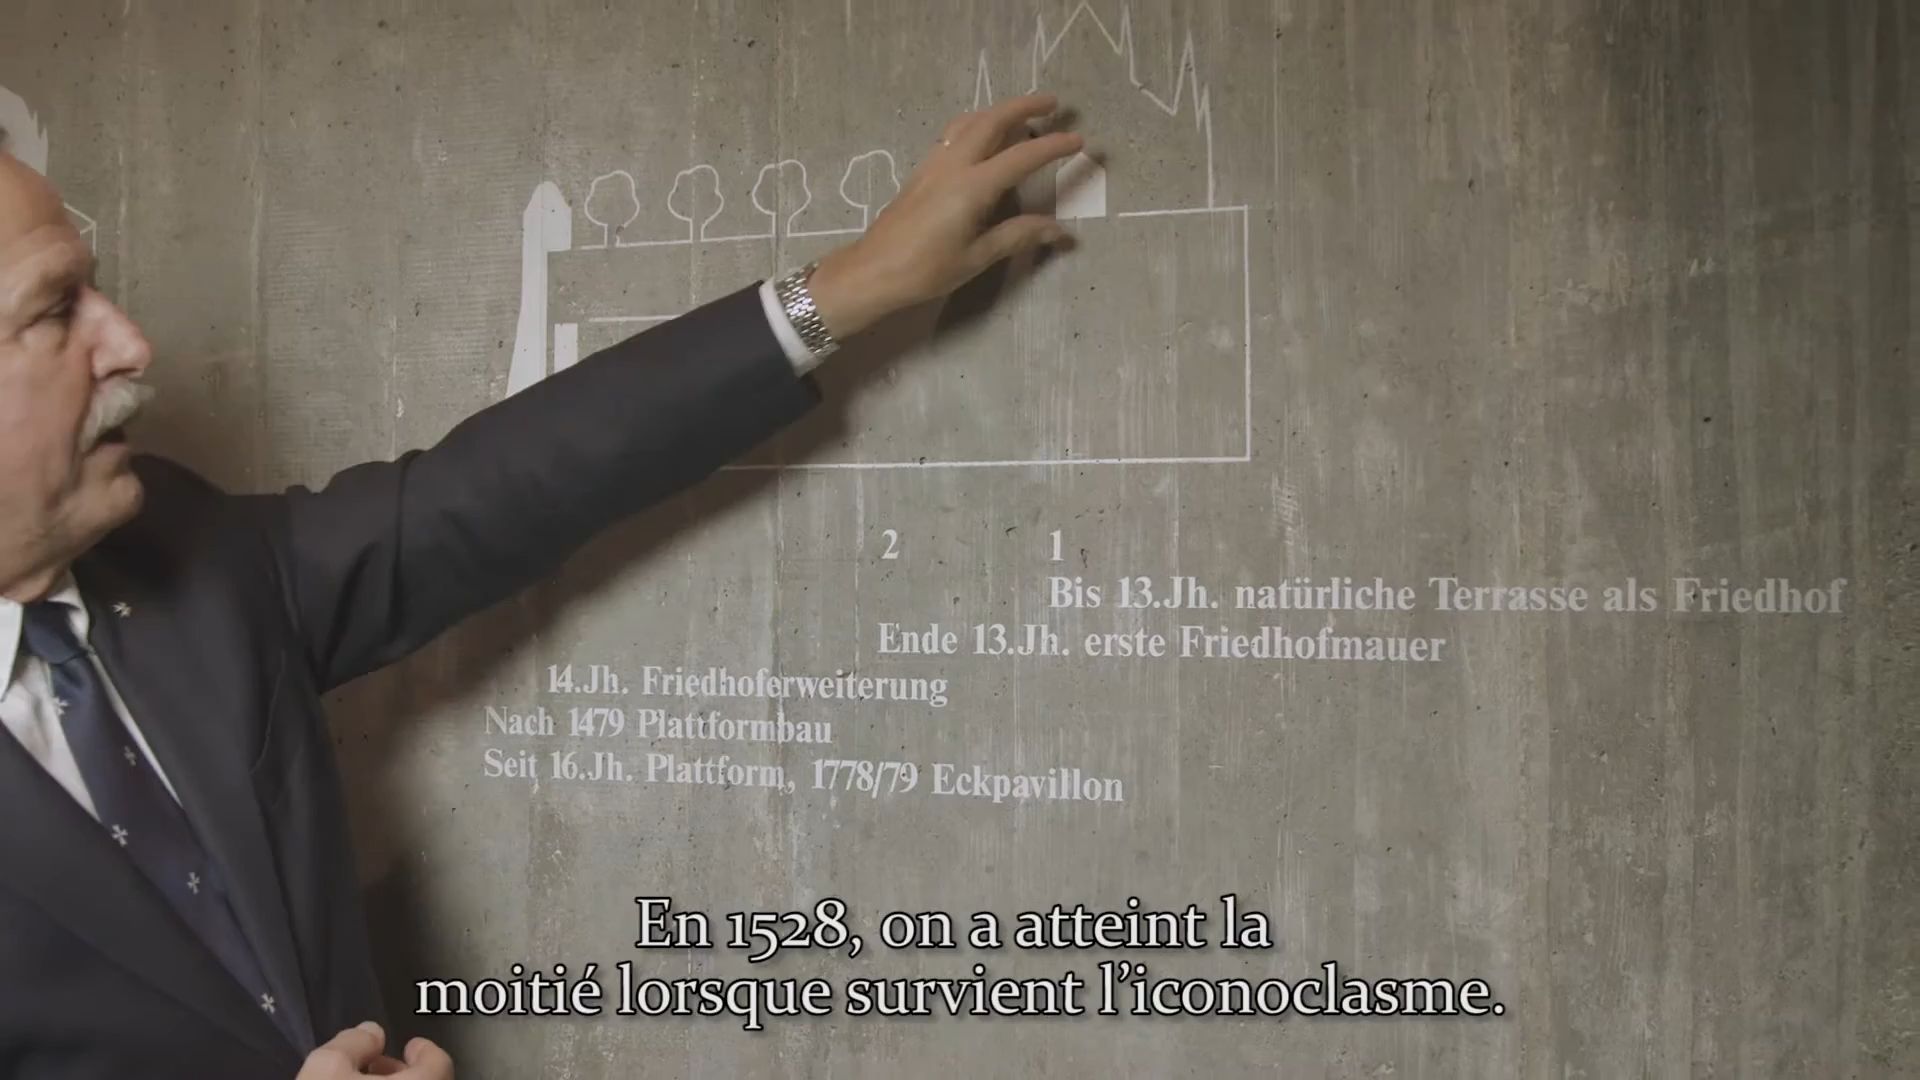 2 1
Bis 13.Jh. natürliche Terrasse als Friedhof
Ende 13.Jh. erste Friedhofmauer
14.Jh. Friedhoferweiterung
Nach 1479 Plattformbau
Seit 16.Jh. Plattform, 1778/79 Eckpavillon
En 1528, on a atteint la
moitié lorsque survient l'iconoclasme.